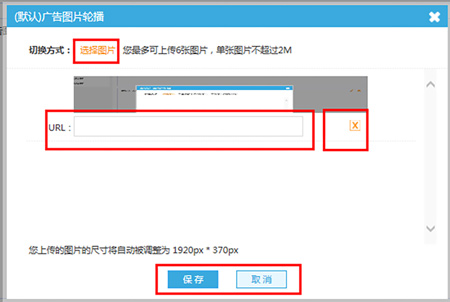 (默认)广告图片轮播
切换方式： 选择图片 您最多可上传6张图片，单张图片不超过2M
URL：
X
您上传的图片的尺寸将自动被调整为 1920px * 370px
保存 取消